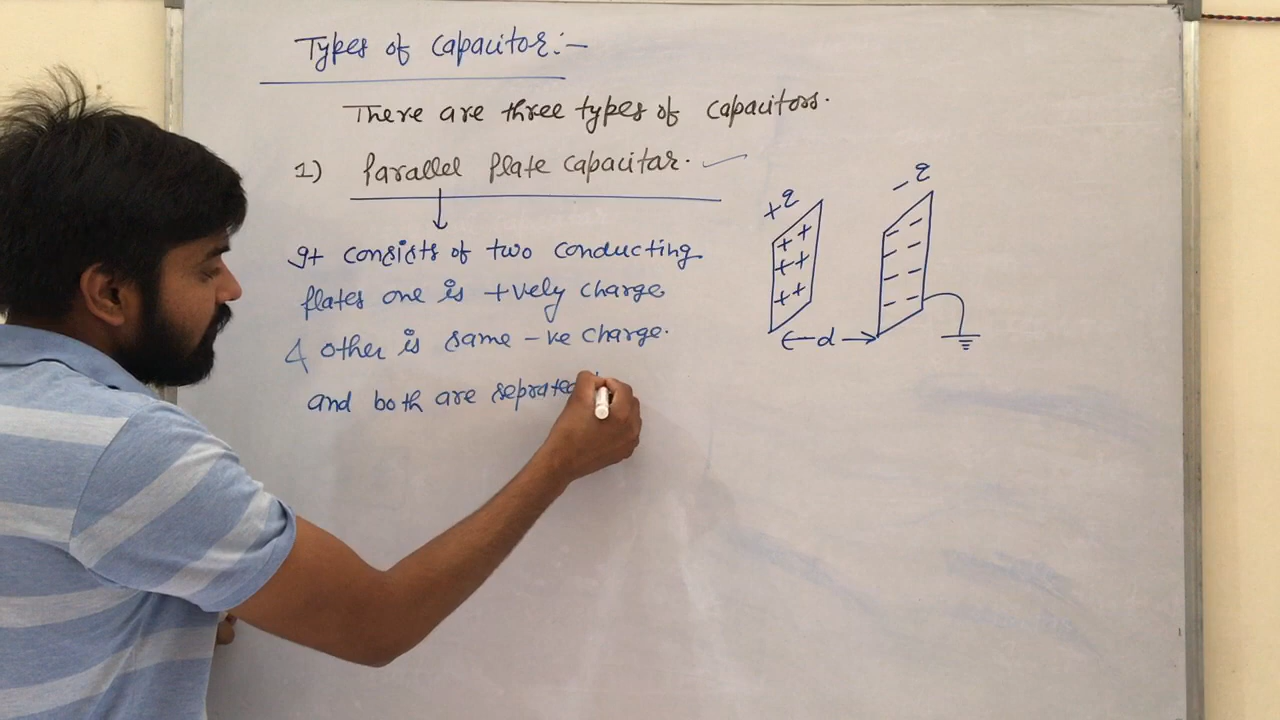 Types of Capacitor:-
There are three types of capacitors.
1) Parallel Plate Capacitar.
It consists of two conducting
plates one is +vely charge
& other is same -ve charge.
and both are seprated
+q
-q
+ +
+ +
+ +
d